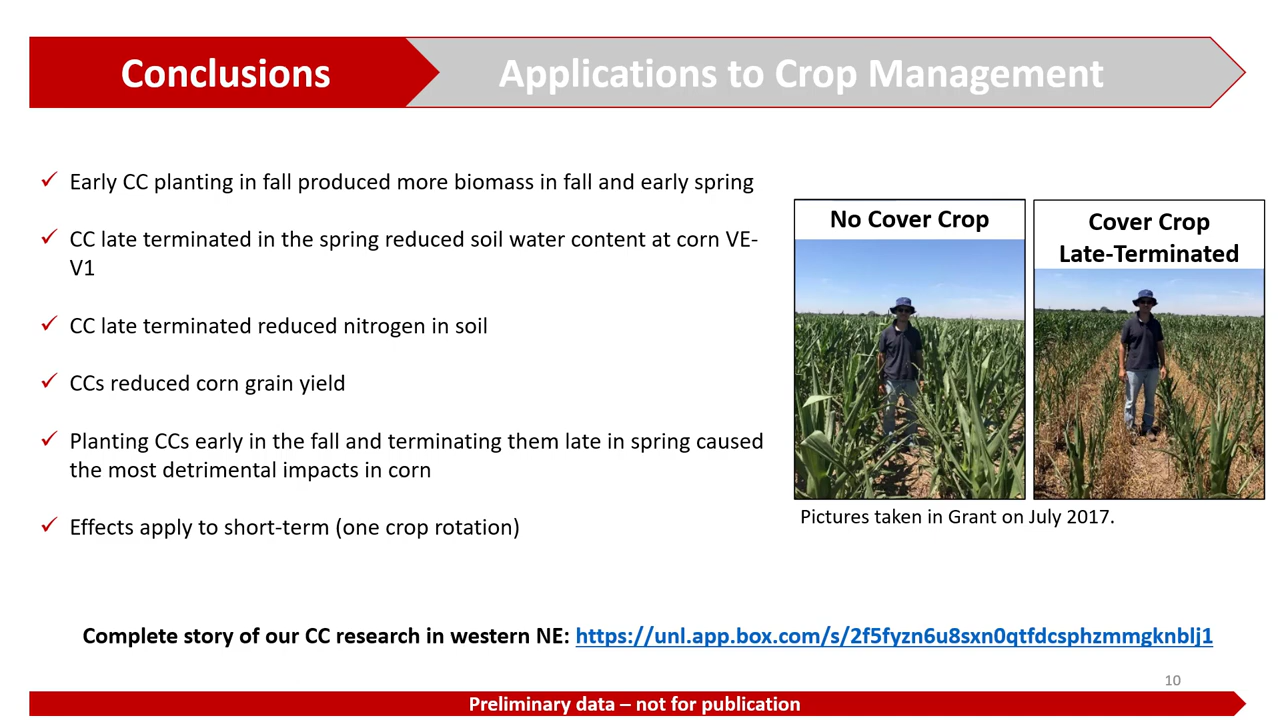 Conclusions
Applications to Crop Management
✓ Early CC planting in fall produced more biomass in fall and early spring
✓ CC late terminated in the spring reduced soil water content at corn VE-
V1
✓ CC late terminated reduced nitrogen in soil
✓ CCs reduced corn grain yield
✓ Planting CCs early in the fall and terminating them late in spring caused
the most detrimental impacts in corn
✓ Effects apply to short-term (one crop rotation)
No Cover Crop
Cover Crop
Late-Terminated
Pictures taken in Grant on July 2017.
Complete story of our CC research in western NE: https://unl.app.box.com/s/2f5fyzn6u8sxn0qtfdcsphzmmgknblj1
10
Preliminary data – not for publication